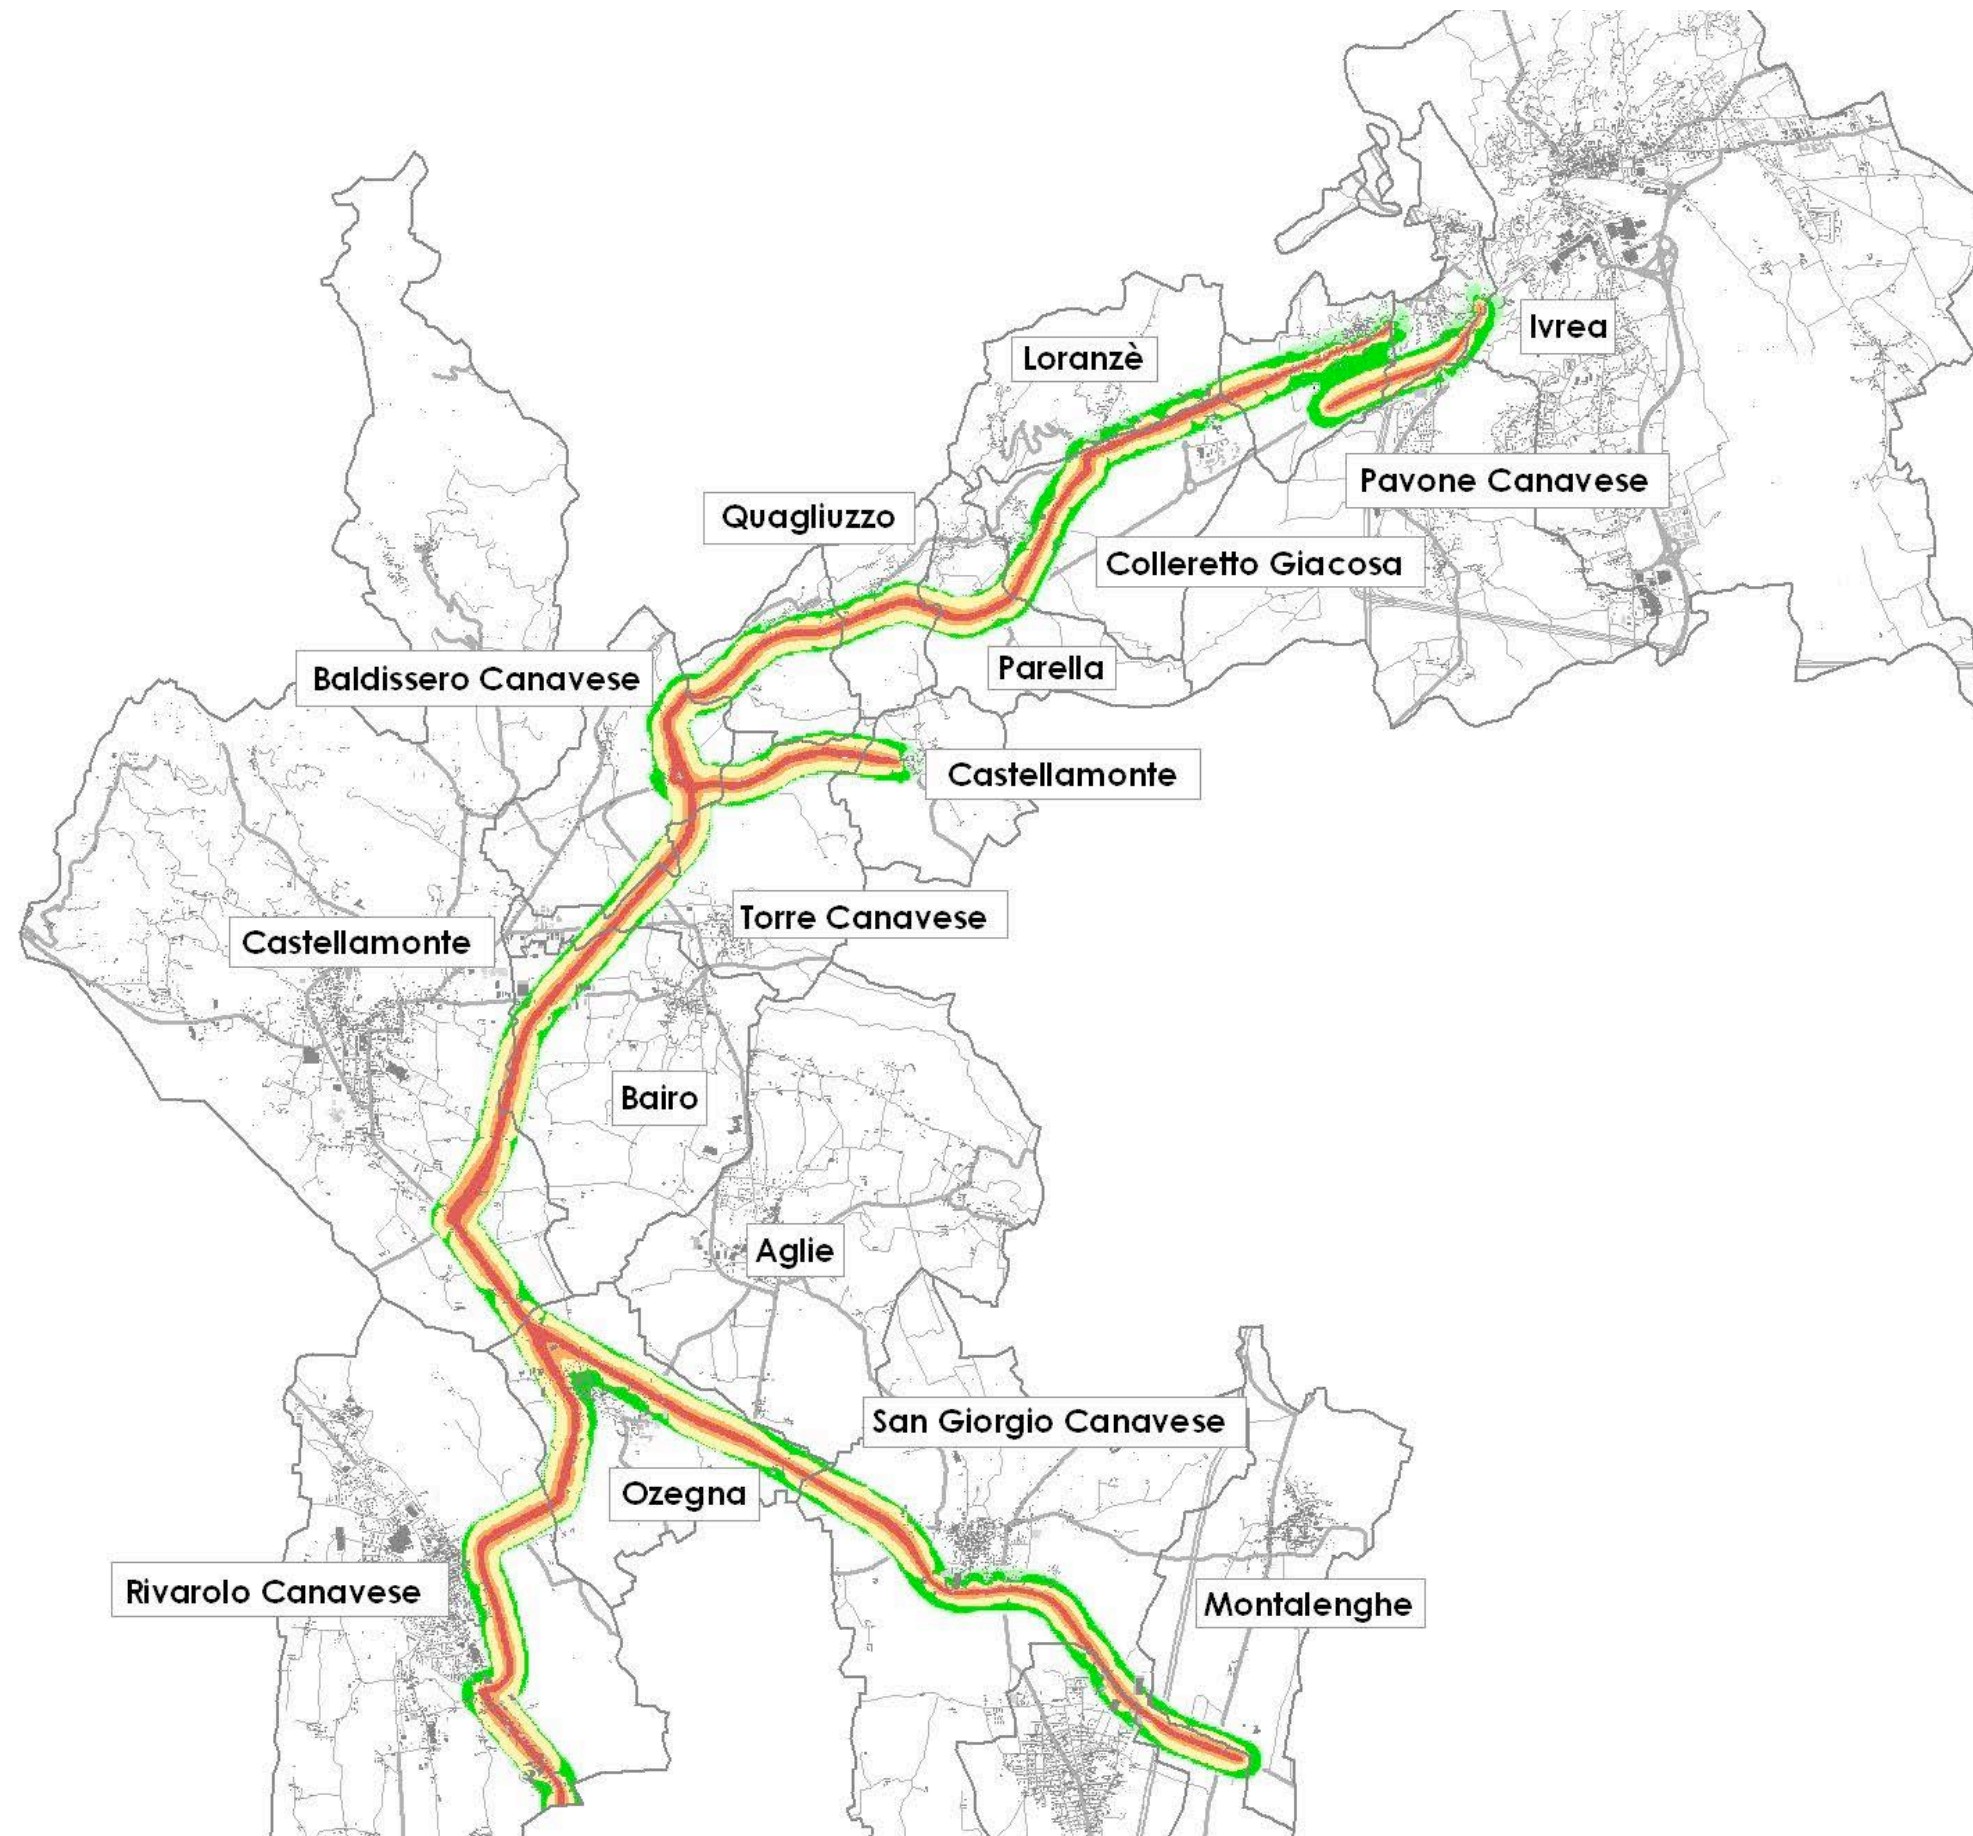 Ivrea
Loranzè
Pavone Canavese
Quagliuzzo
Colleretto Giacosa
Parella
Baldissero Canavese
Castellamonte
Torre Canavese
Castellamonte
Bairo
Aglie
San Giorgio Canavese
Ozegna
Rivarolo Canavese
Montalenghe